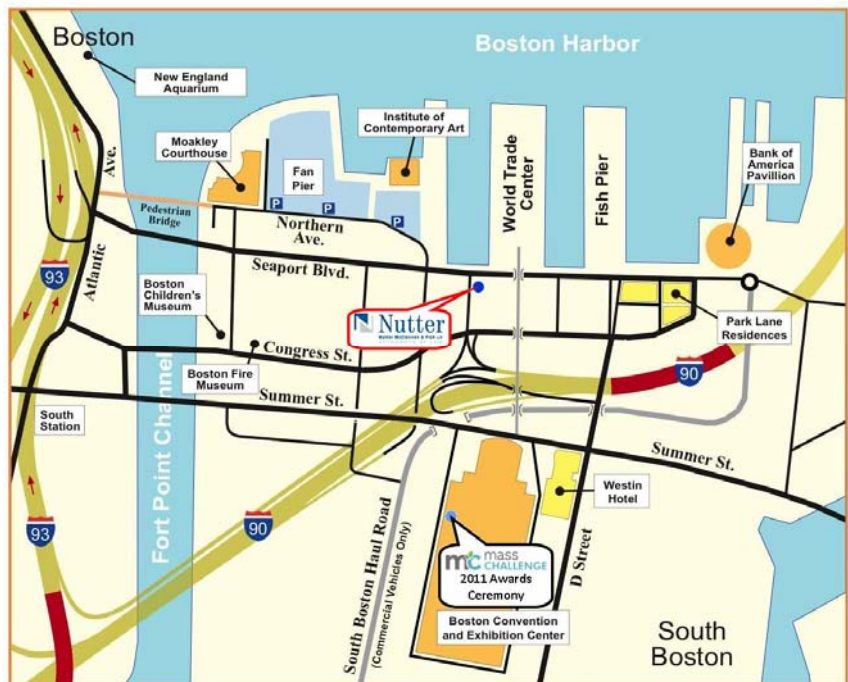 Boston
Boston Harbor
New England
Aquarium
Institute of
Contemporary Art
Moakley
Courthouse
Fan
Pier
P
P
P
World Trade
Center
Fish Pier
Bank of
America
Pavillion
Ave.
Pedestrian
Bridge
Northern
Ave.
Seaport Blvd.
93
Atlantic
Boston
Children's
Museum
Nutter
Nutter McClennen & Fish LLP
Park Lane
Residences
Congress St.
Boston Fire
Museum
90
Summer St.
South
Station
Fort Point Channel
Summer St.
Westin
Hotel
93
90
South Boston Haul Road
(Commercial Vehicles Only)
mc mass
CHALLENGE
2011 Awards
Ceremony
D Street
Boston Convention
and Exhibition Center
South
Boston